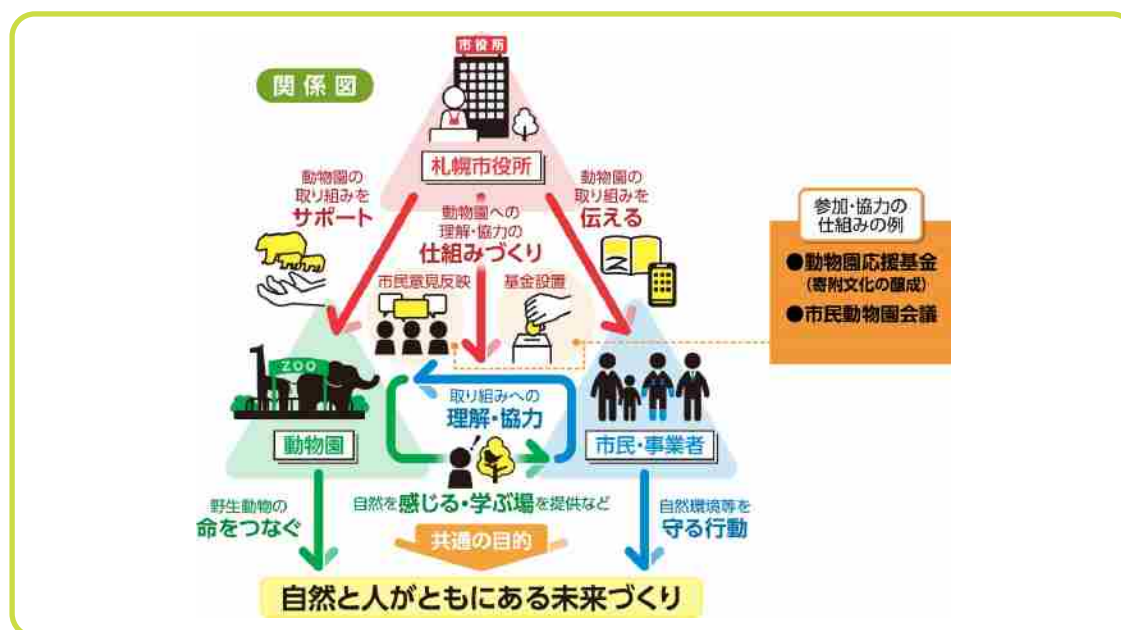 市役所
関係図
札幌市役所
動物園の
取り組みを
サポート
動物園への
理解・協力の
仕組みづくり
動物園の
取り組みを
伝える
市民意見反映
基金設置
参加・協力の
仕組みの例
●動物園応援基金
(寄附文化の醸成)
●市民動物園会議
ZOO
動物園
取り組みへの
理解・協力
市民・事業者
自然を感じる・学ぶ場を提供など
野生動物の
命をつなぐ
自然環境等を
守る行動
共通の目的
自然と人がともにある未来づくり